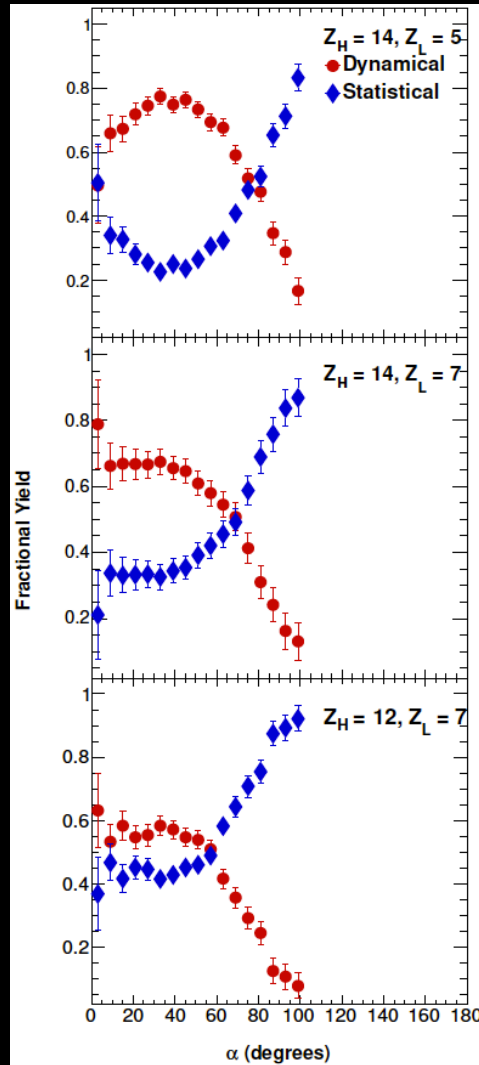 Z_H = 14, Z_L = 5
Dynamical
Statistical
1
0.8
0.6
0.4
0.2
Z_H = 14, Z_L = 7
1
0.8
0.6
0.4
0.2
Fractional Yield
Z_H = 12, Z_L = 7
0.8
0.6
0.4
0.2
0 20 40 60 80 100 120 140 160 180
α (degrees)